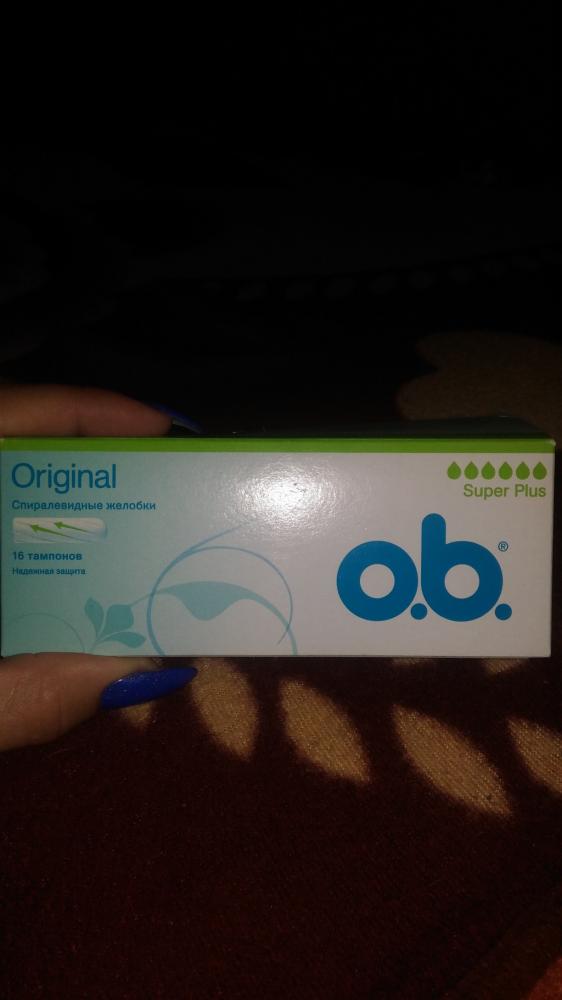 Original
Спиралевидные желобки
16 тампонов
Надежная защита
Super Plus
o.b.®